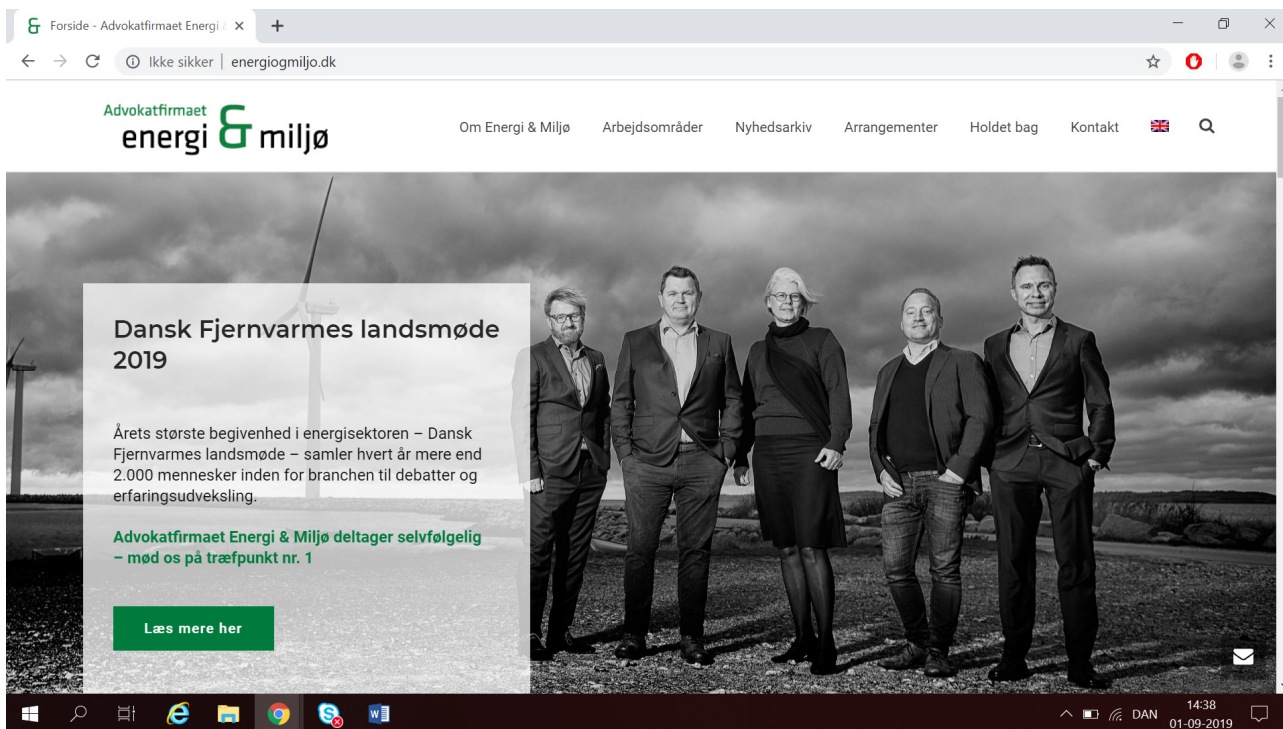 Forside - Advokatfirmaet Energi
Ikke sikker | energiogmiljo.dk
Advokatfirmaet
energi & miljø
Om Energi & Miljø Arbejdsområder Nyhedsarkiv Arrangementer Holdet bag Kontakt
Dansk Fjernvarmes landsmøde
2019
Årets største begivenhed i energisektoren – Dansk
Fjernvarmes landsmøde – samler hvert år mere end
2.000 mennesker inden for branchen til debatter og
erfaringsudveksling.
Advokatfirmaet Energi & Miljø deltager selvfølgelig
– mød os på træfpunkt nr. 1
Læs mere her
DAN
14:38
01-09-2019